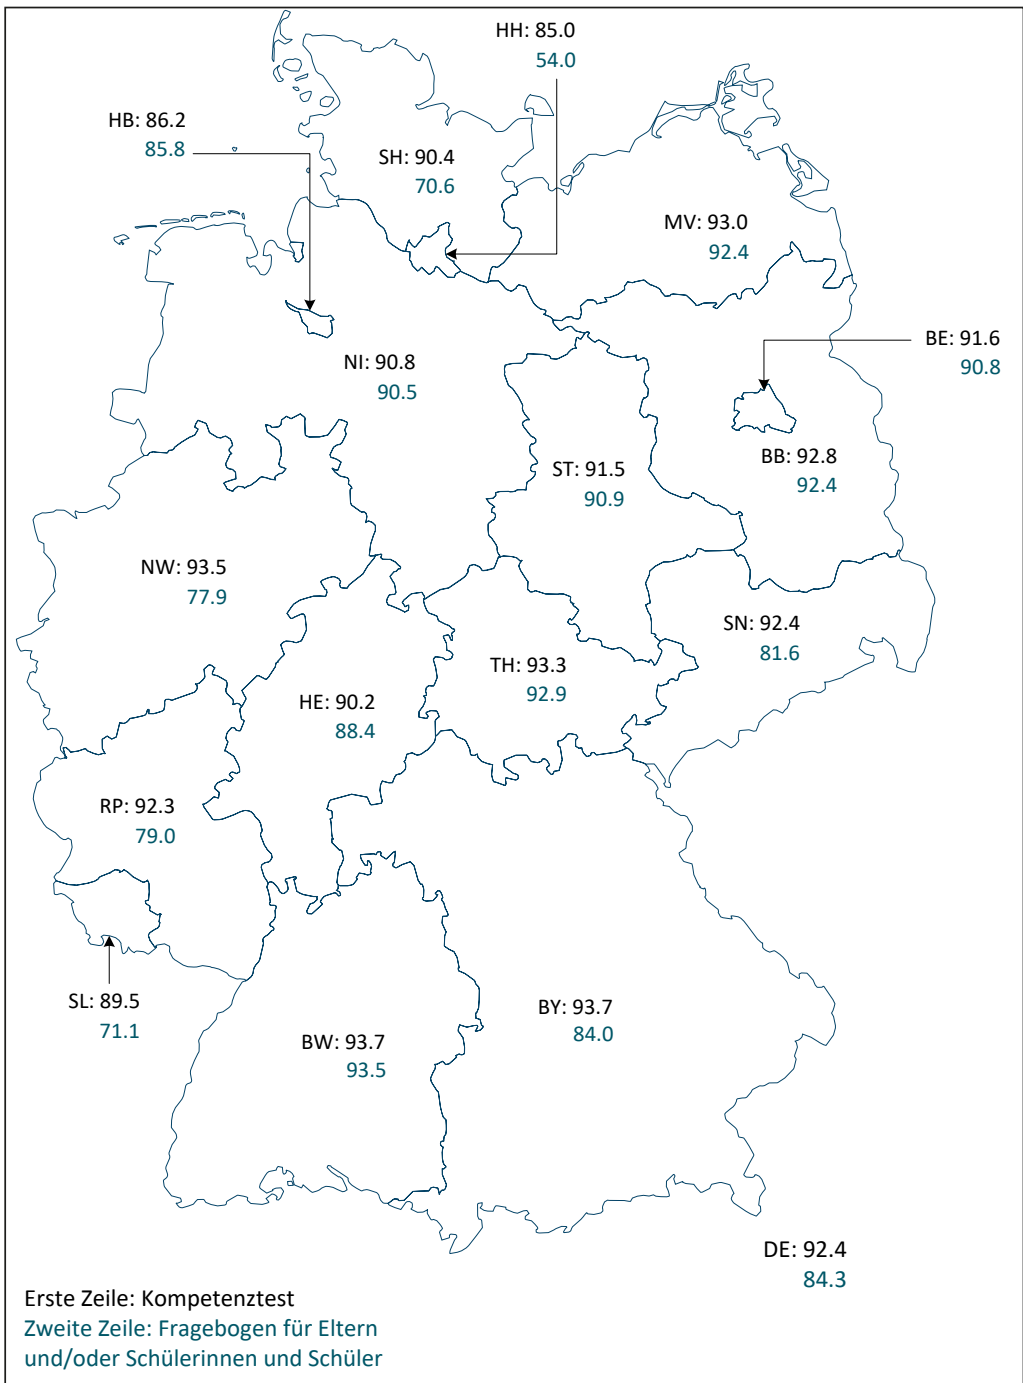 HH: 85.0
54.0
HB: 86.2
85.8
SH: 90.4
70.6
MV: 93.0
92.4
BE: 91.6
90.8
NI: 90.8
90.5
BB: 92.8
92.4
ST: 91.5
90.9
NW: 93.5
77.9
SN: 92.4
81.6
TH: 93.3
92.9
HE: 90.2
88.4
RP: 92.3
79.0
SL: 89.5
71.1
BY: 93.7
84.0
BW: 93.7
93.5
DE: 92.4
84.3
Erste Zeile: Kompetenztest
Zweite Zeile: Fragebogen für Eltern
und/oder Schülerinnen und Schüler